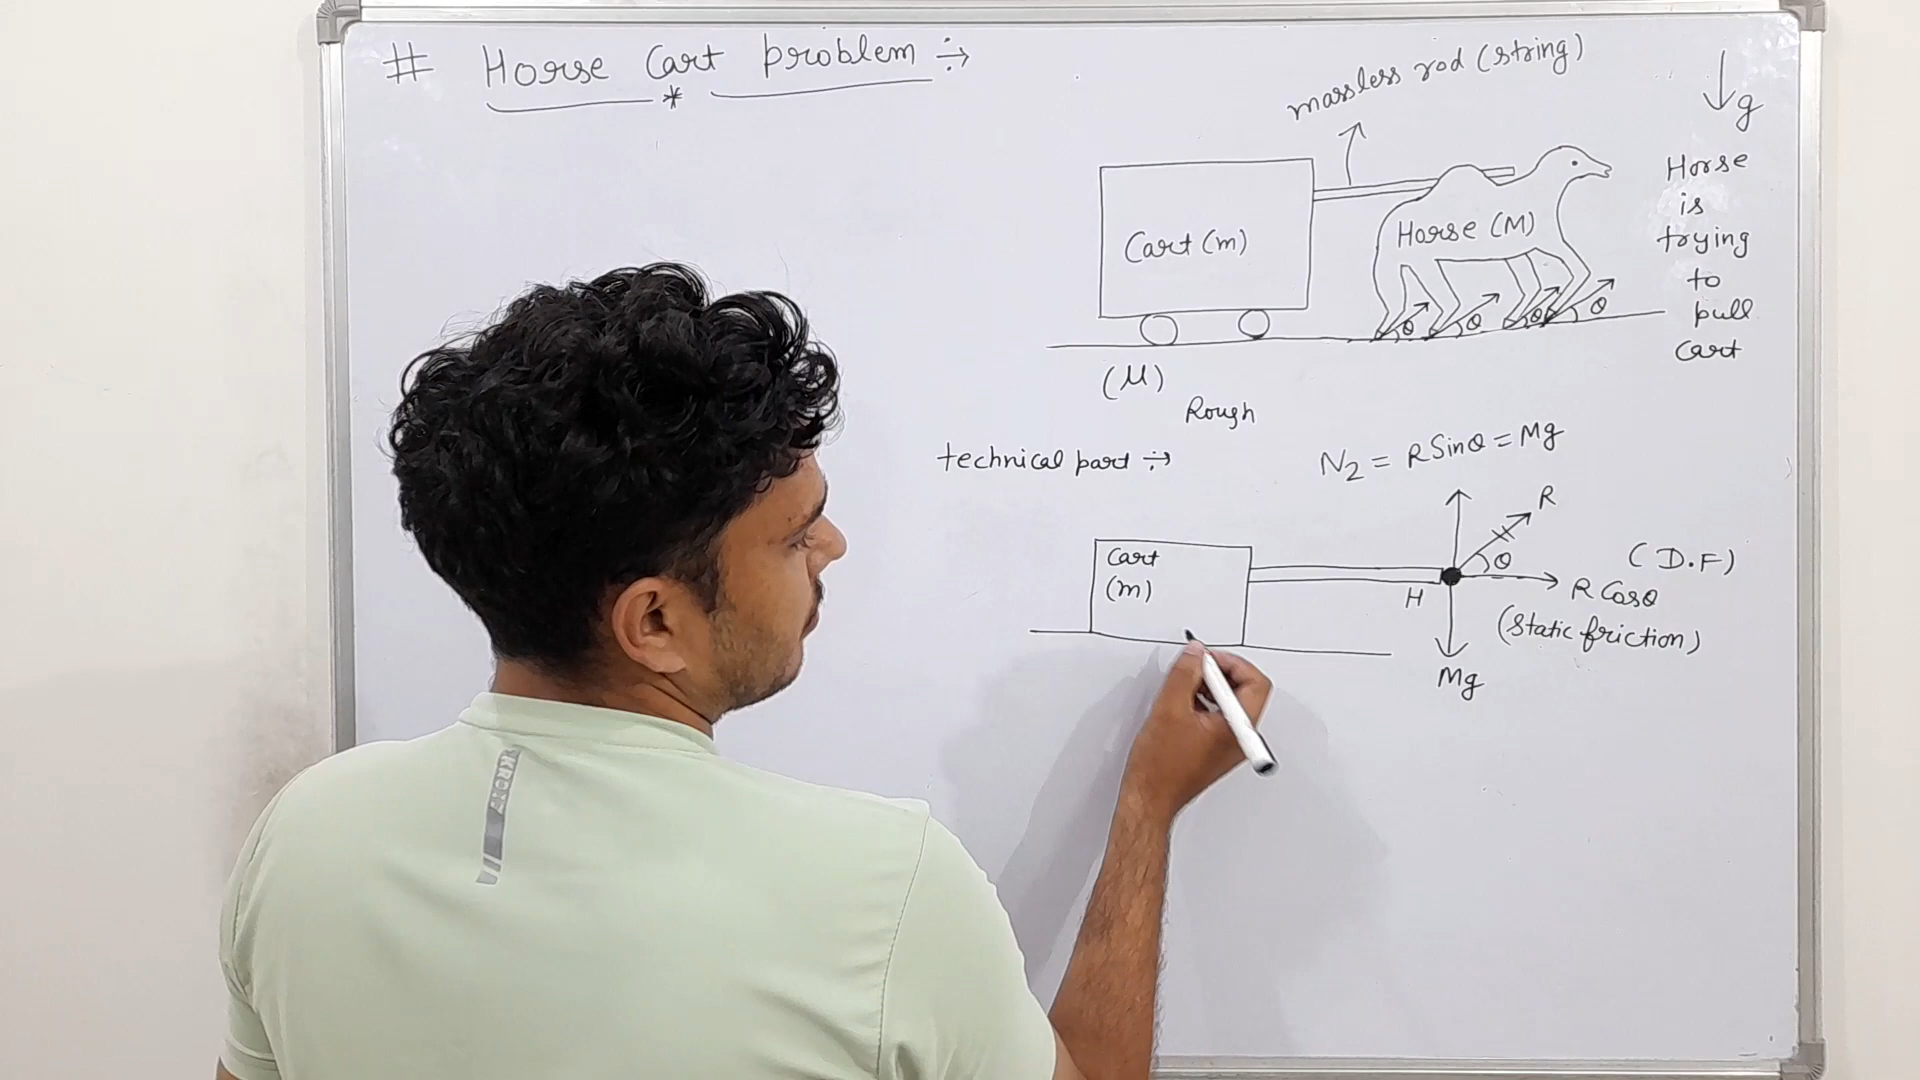 # Horse Cart problem ÷→
*
massless rod (string)
g
Cart (m)
Horse (M)
Horse
is
trying
to
pull
cart
θ θ θ θ
(μ)
Rough
technical part ÷→
N₂ = R Sinθ = Mg
R
θ
(D.F)
Cart
(m)
H
R Cosθ
(Static friction)
Mg